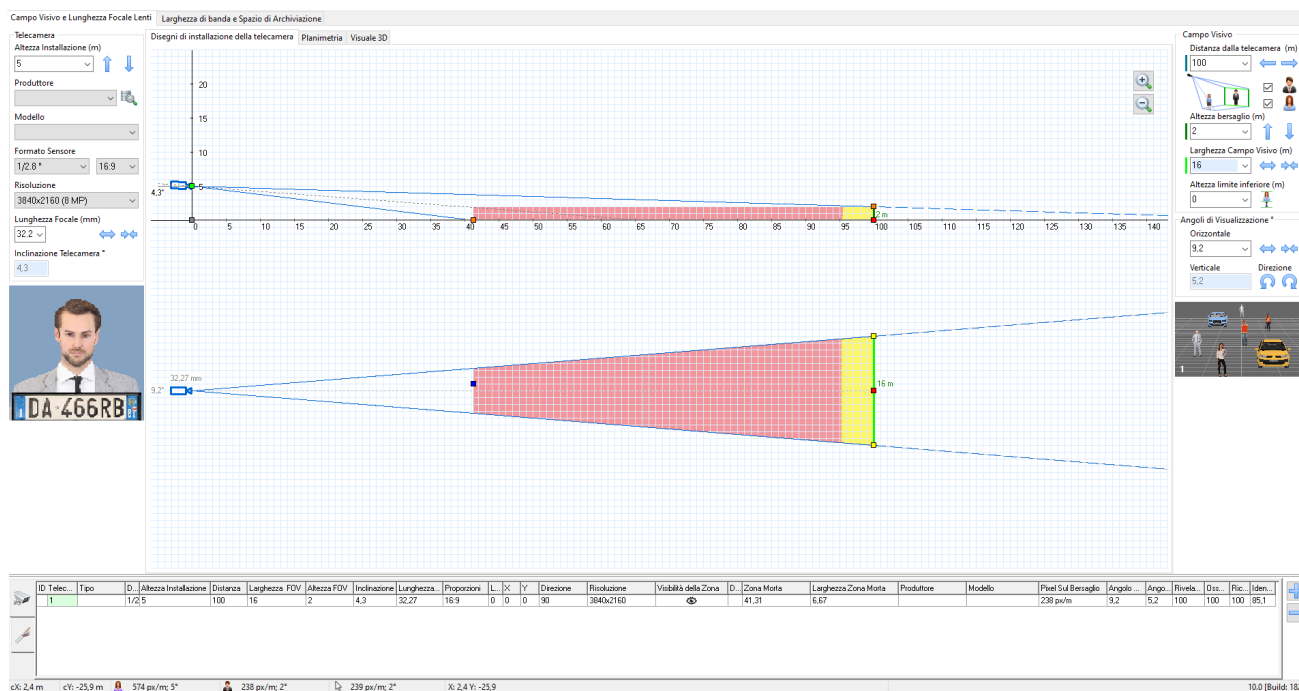 Campo Visivo e Lunghezza Focale Lenti Larghezza di banda e Spazio di Archiviazione
Telecamera
Altezza Installazione (m)
5
Produttore
Modello
Formato Sensore
1/2.8 " 16:9
Risoluzione
3840x2160 (8 MP)
Lunghezza Focale (mm)
32.2
Inclinazione Telecamera °
4,3
DA 466RB
Disegni di installazione della telecamera Planimetria Visuale 3D
20
15
10
5
4,3°
2 m
0 5 10 15 20 25 30 35 40 45 50 55 60 65 70 75 80 85 90 95 100 105 110 115 120 125 130 135 140
32,27 mm
9,2°
16 m
Campo Visivo
Distanza dalla telecamera (m)
100
Altezza bersaglio (m)
2
Larghezza Campo Visivo (m)
16
Altezza limite inferiore (m)
0
Angoli di Visualizzazione °
Orizzontale
9,2
Verticale Direzione
5,2
1
ID Telec... Tipo D... Altezza Installazione Distanza Larghezza FOV Altezza FOV Inclinazione Lunghezza... Proporzioni L... X Y Direzione Risoluzione Visibilità della Zona D... Zona Morta Larghezza Zona Morta Produttore Modello Pixel Sul Bersaglio Angolo ... Ango... Rivela... Oss... Ric... Iden...
1 1/2 5 100 16 2 4,3 32,27 16:9 0 0 0 90 3840x2160 41,31 6,67 238 px/m 9,2 5,2 100 100 100 85,1
cX: 2,4 m cY: -25,9 m 574 px/m; 5° 238 px/m; 2° 239 px/m; 2° X: 2,4 Y: -25,9 10.0 [Build: 182